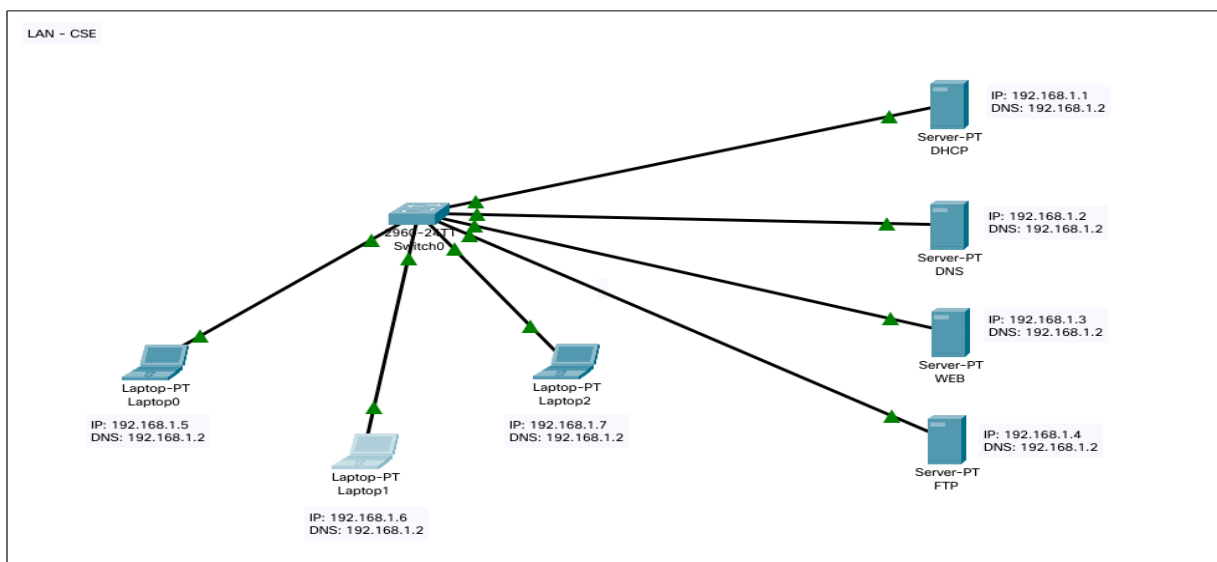 LAN - CSE
IP: 192.168.1.1
DNS: 192.168.1.2
Server-PT
DHCP
IP: 192.168.1.2
DNS: 192.168.1.2
Server-PT
DNS
2960-24TT
Switch0
IP: 192.168.1.3
DNS: 192.168.1.2
Server-PT
WEB
Laptop-PT
Laptop0
IP: 192.168.1.5
DNS: 192.168.1.2
Laptop-PT
Laptop2
IP: 192.168.1.7
DNS: 192.168.1.2
IP: 192.168.1.4
DNS: 192.168.1.2
Server-PT
FTP
Laptop-PT
Laptop1
IP: 192.168.1.6
DNS: 192.168.1.2